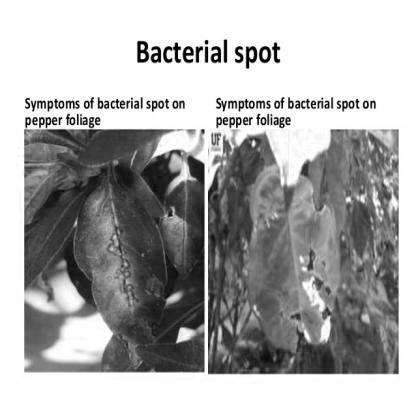 Bacterial spot
Symptoms of bacterial spot on
pepper foliage
Symptoms of bacterial spot on
pepper foliage
UF